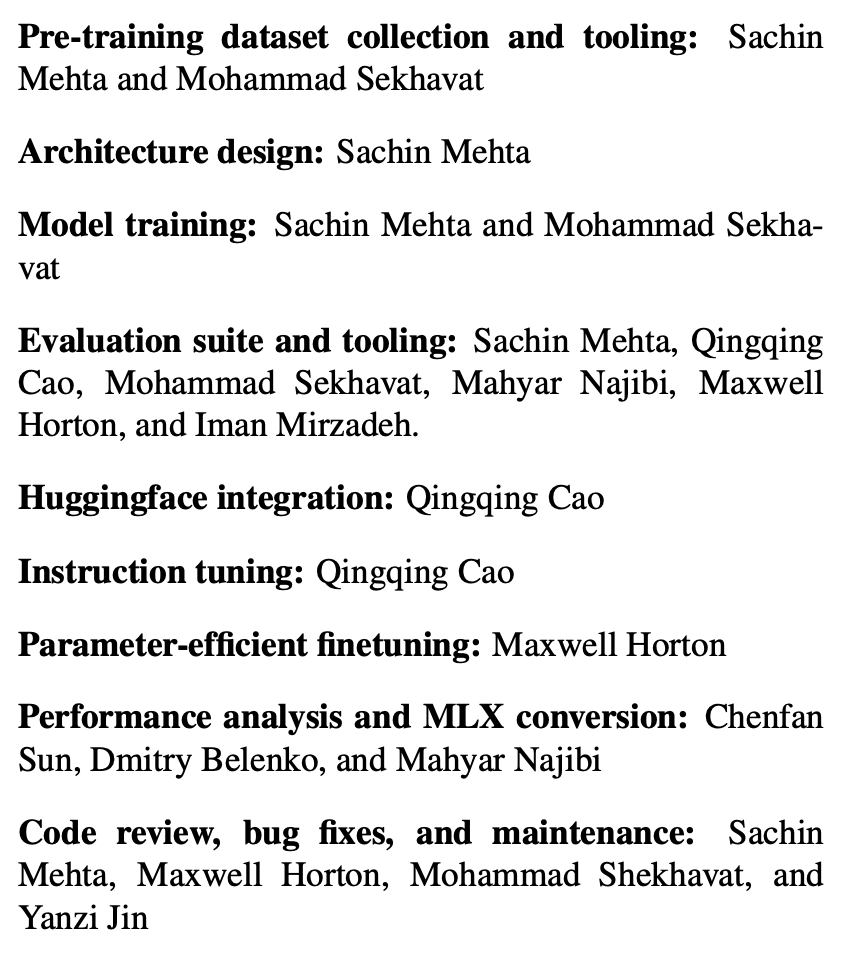 Pre-training dataset collection and tooling: Sachin
Mehta and Mohammad Sekhavat
Architecture design: Sachin Mehta
Model training: Sachin Mehta and Mohammad Sekha-
vat
Evaluation suite and tooling: Sachin Mehta, Qingqing
Cao, Mohammad Sekhavat, Mahyar Najibi, Maxwell
Horton, and Iman Mirzadeh.
Huggingface integration: Qingqing Cao
Instruction tuning: Qingqing Cao
Parameter-efficient finetuning: Maxwell Horton
Performance analysis and MLX conversion: Chenfan
Sun, Dmitry Belenko, and Mahyar Najibi
Code review, bug fixes, and maintenance: Sachin
Mehta, Maxwell Horton, Mohammad Shekhavat, and
Yanzi Jin